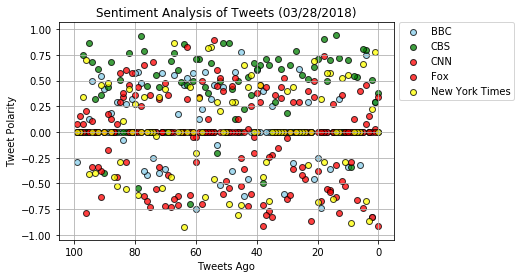 Sentiment Analysis of Tweets (03/28/2018)
1.00
0.75
0.50
0.25
0.00
−0.25
−0.50
−0.75
−1.00
Tweet Polarity
100
80
60
40
20
0
Tweets Ago
BBC
CBS
CNN
Fox
New York Times